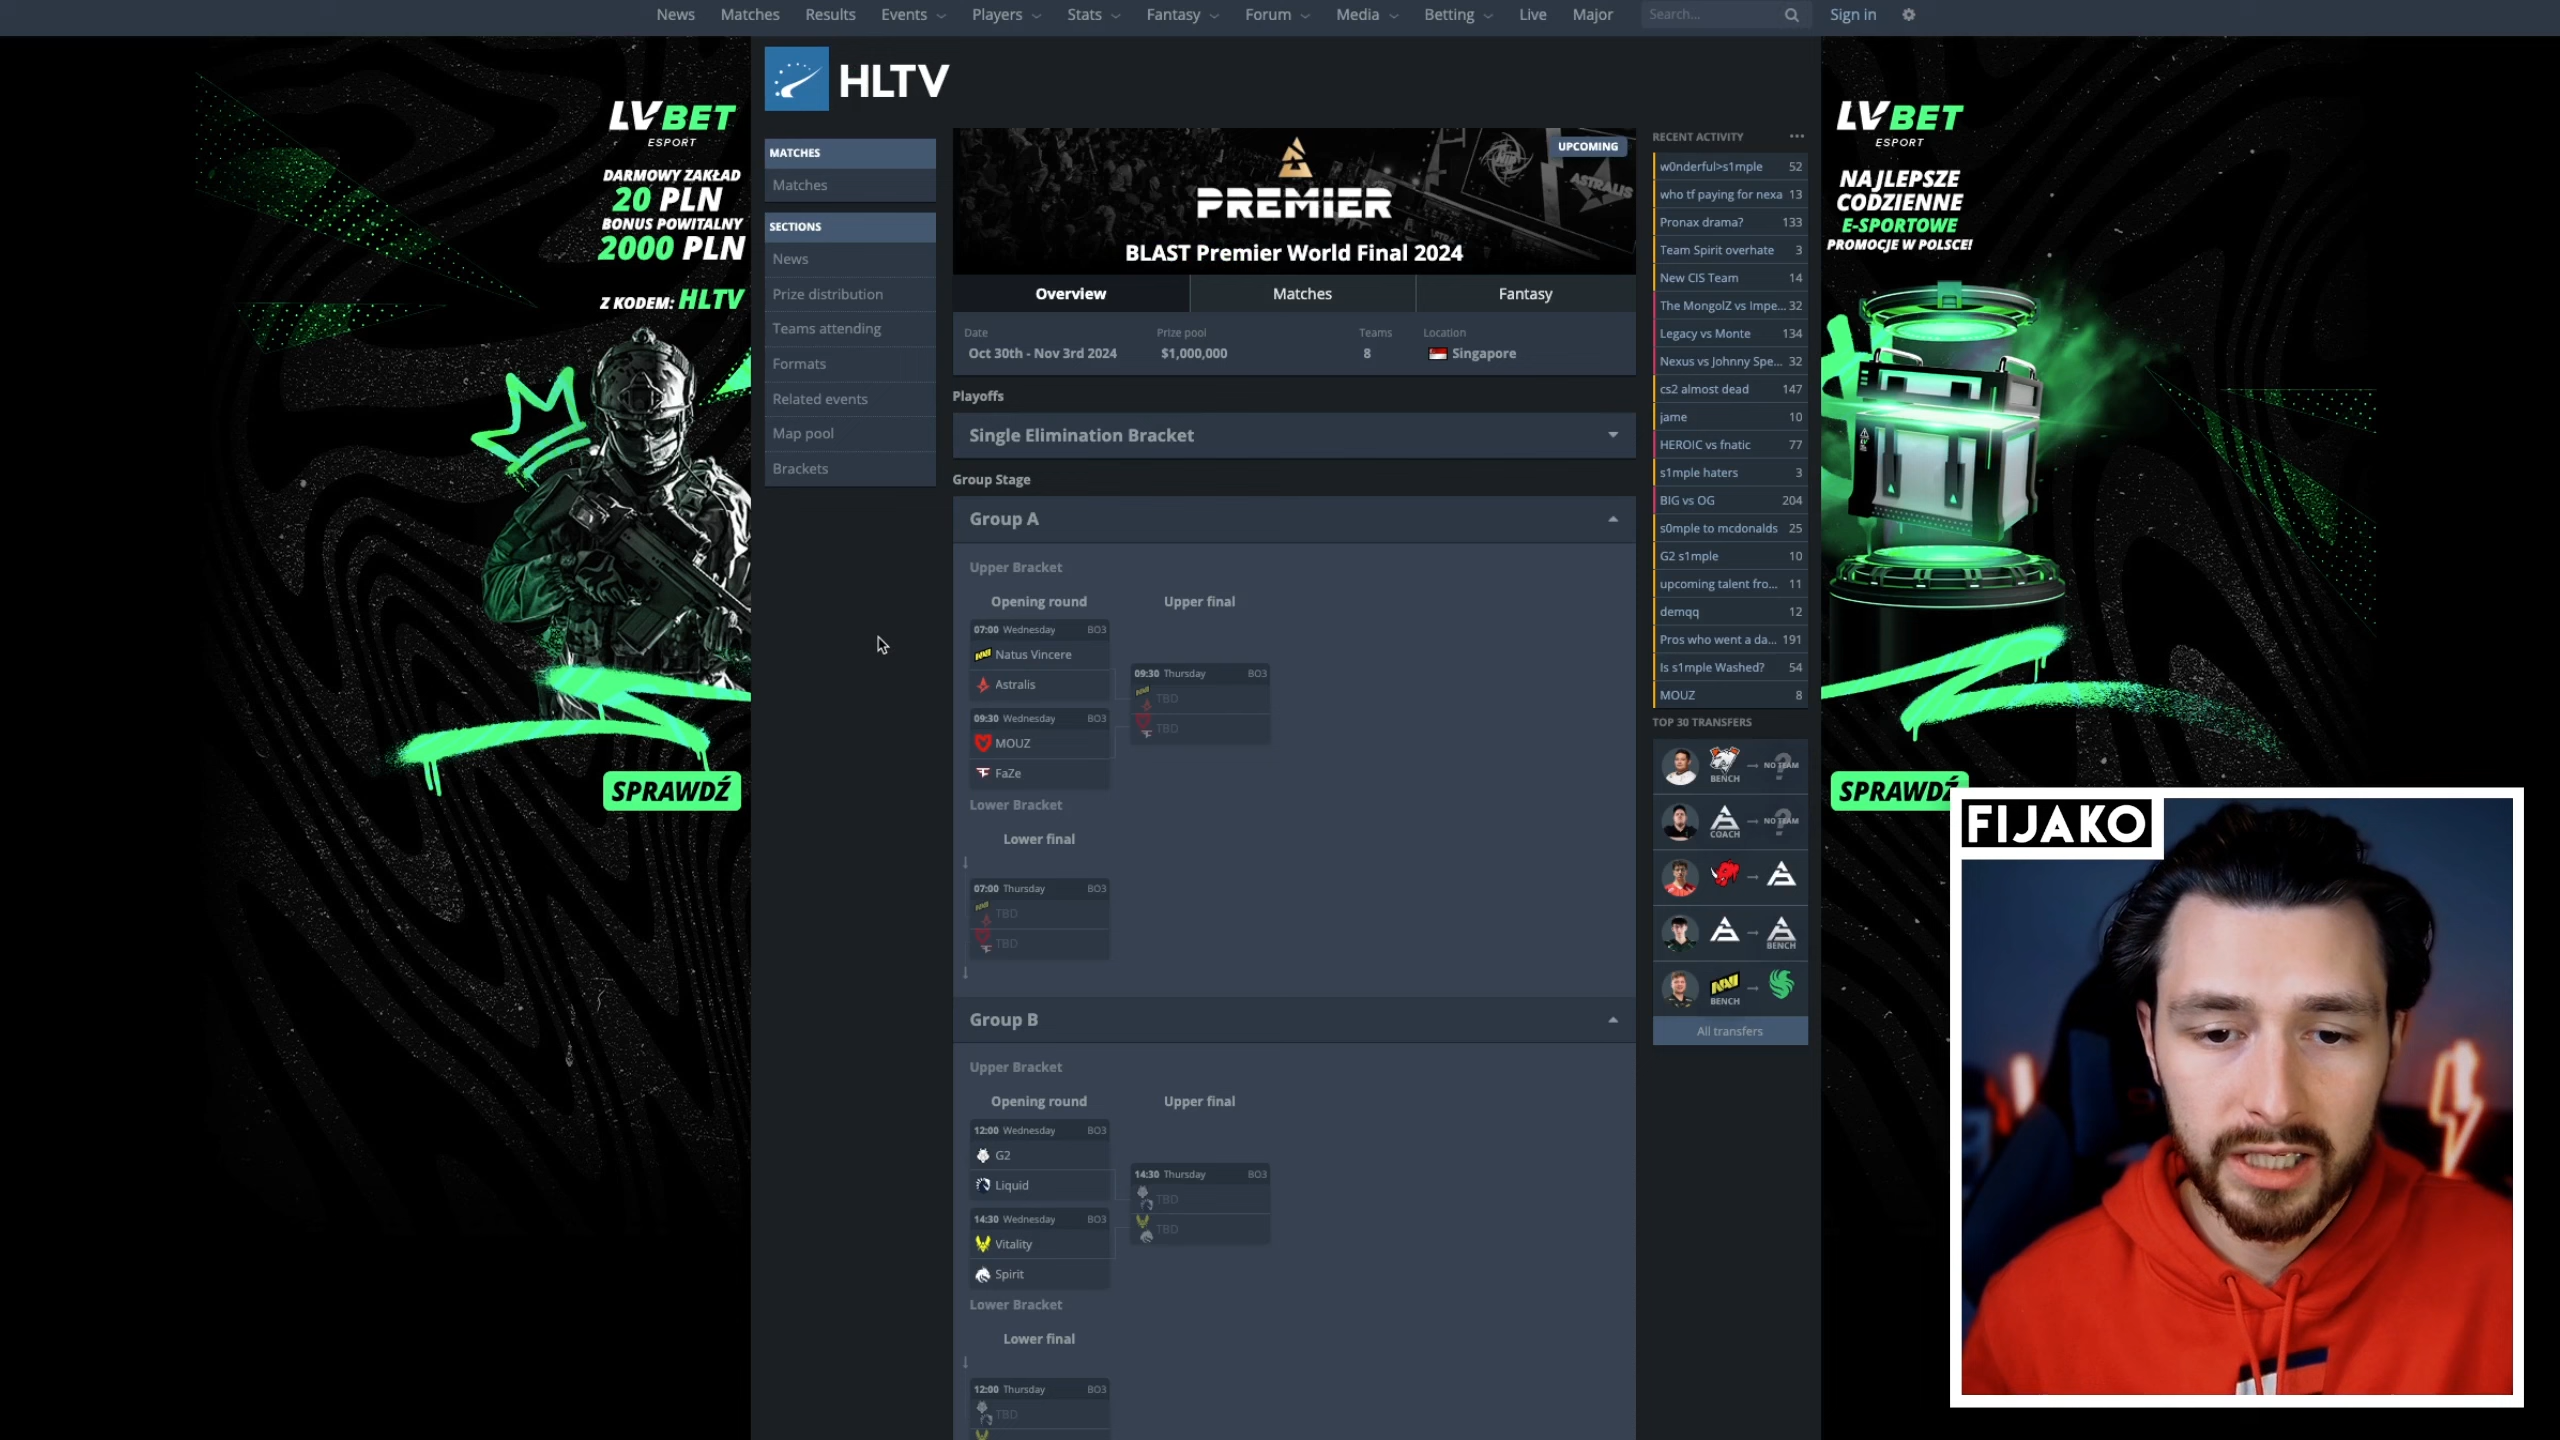 News Matches Results Events Players Stats Fantasy Forum Media Betting Live Major Search... Sign in
LVBET
ESPORT
DARMOWY ZAKŁAD
20 PLN
BONUS POWITALNY
2000 PLN
Z KODEM: HLTV
SPRAWDŹ
HLTV
MATCHES
Matches
SECTIONS
News
Prize distribution
Teams attending
Formats
Related events
Map pool
Brackets
UPCOMING
ASTRALIS
PREMIER
BLAST Premier World Final 2024
Overview Matches Fantasy
Date Prize pool Teams Location
Oct 30th - Nov 3rd 2024 $1,000,000 8 Singapore
Playoffs
Single Elimination Bracket
Group Stage
Group A
Upper Bracket
Opening round Upper final
07:00 Wednesday BO3
Natus Vincere
Astralis
09:30 Wednesday BO3
MOUZ
FaZe
09:30 Thursday BO3
TBD
TBD
Lower Bracket
Lower final
07:00 Thursday BO3
TBD
TBD
Group B
Upper Bracket
Opening round Upper final
12:00 Wednesday BO3
G2
Liquid
14:30 Wednesday BO3
Vitality
Spirit
14:30 Thursday BO3
TBD
TBD
Lower Bracket
Lower final
12:00 Thursday BO3
TBD
RECENT ACTIVITY
w0nderful>s1mple 52
who tf paying for nexa 13
Pronax drama? 133
Team Spirit overhate 3
New CIS Team 14
The MongolZ vs Impe... 32
Legacy vs Monte 134
Nexus vs Johnny Spe... 32
cs2 almost dead 147
jame 10
HEROIC vs fnatic 77
s1mple haters 3
BIG vs OG 204
s0mple to mcdonalds 25
G2 s1mple 10
upcoming talent fro... 11
demqq 12
Pros who went a da... 191
Is s1mple Washed? 54
MOUZ 8
TOP 30 TRANSFERS
BENCH NO TEAM
COACH NO TEAM
BENCH
BENCH
All transfers
LVBET
ESPORT
NAJLEPSZE
CODZIENNE
E-SPORTOWE
PROMOCJE W POLSCE!
SPRAWDŹ
FIJAKO